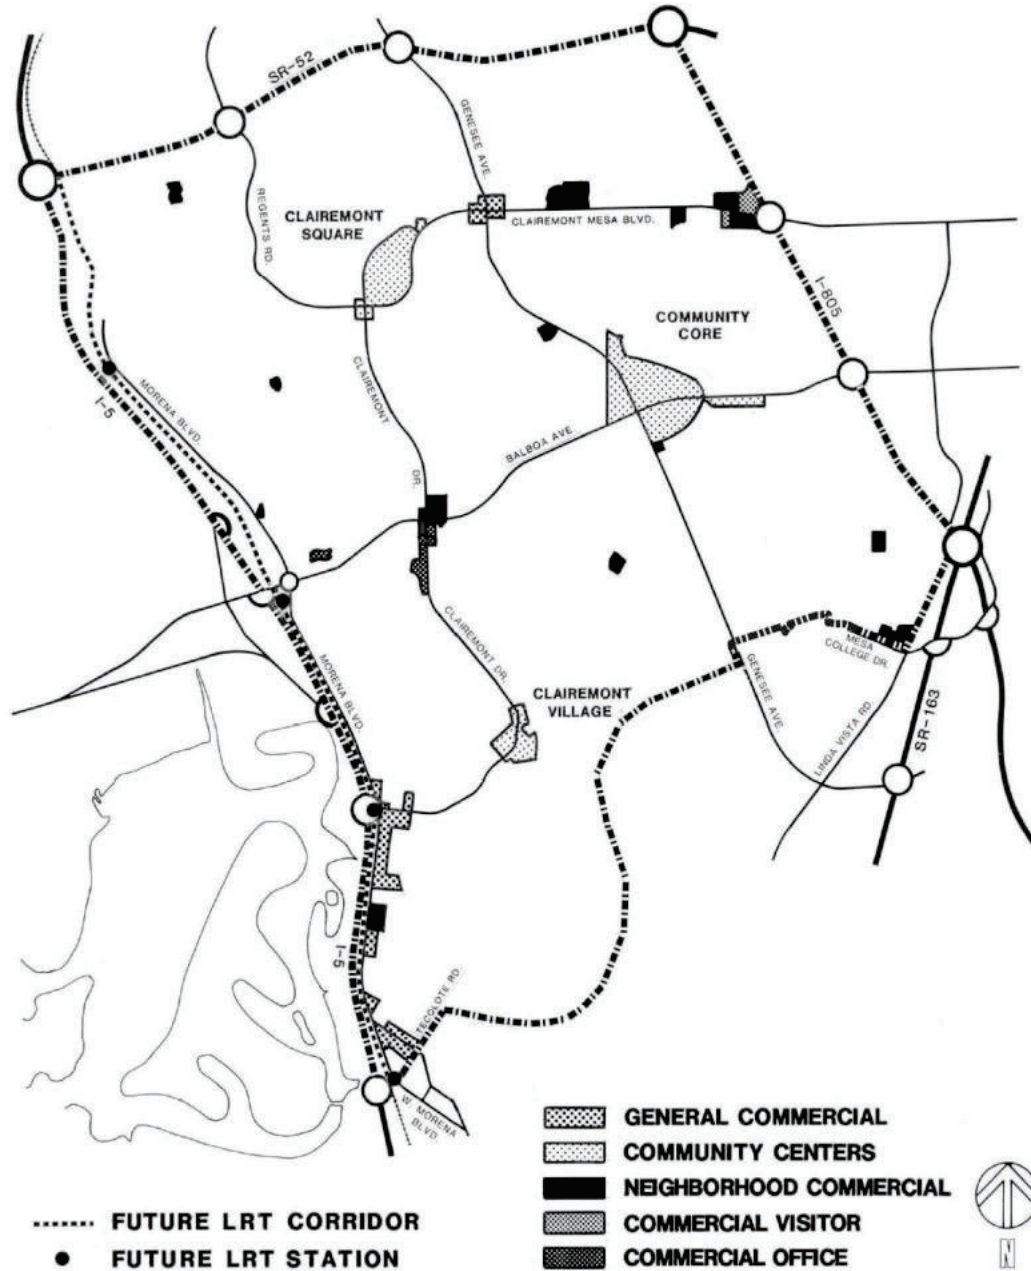 SR-52
GENESEE AVE.
REGENTS RD.
CLAIREMONT
SQUARE
CLAIREMONT MESA BLVD.
I-805
COMMUNITY
CORE
MORENA BLVD.
I-5
CLAIREMONT
DR.
BALBOA AVE.
CLAIREMONT DR.
MORENA BLVD.
CLAIREMONT
VILLAGE
GENESEE AVE.
MESA
COLLEGE DR.
LINDA VISTA RD.
SR-163
I-5
TECOLOTE RD.
W. MORENA
BLVD.
GENERAL COMMERCIAL
COMMUNITY CENTERS
NEIGHBORHOOD COMMERCIAL
COMMERCIAL VISITOR
COMMERCIAL OFFICE
FUTURE LRT CORRIDOR
FUTURE LRT STATION
N